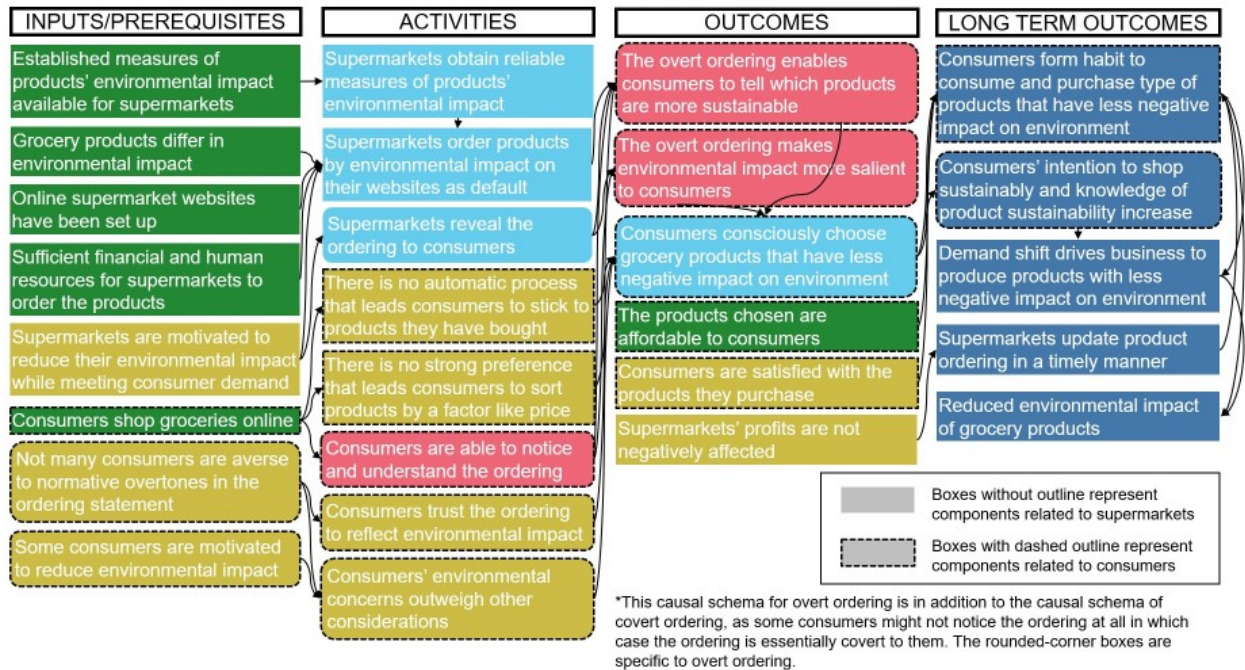 INPUTS/PREREQUISITES
Established measures of
products' environmental impact
available for supermarkets
Grocery products differ in
environmental impact
Online supermarket websites
have been set up
Sufficient financial and human
resources for supermarkets to
order the products
Supermarkets are motivated to
reduce their environmental impact
while meeting consumer demand
Consumers shop groceries online
Not many consumers are averse
to normative overtones in the
ordering statement
Some consumers are motivated
to reduce environmental impact
ACTIVITIES
Supermarkets obtain reliable
measures of products'
environmental impact
Supermarkets order products
by environmental impact on
their websites as default
Supermarkets reveal the
ordering to consumers
There is no automatic process
that leads consumers to stick to
products they have bought
There is no strong preference
that leads consumers to sort
products by a factor like price
Consumers are able to notice
and understand the ordering
Consumers trust the ordering
to reflect environmental impact
Consumers' environmental
concerns outweigh other
considerations
OUTCOMES
The overt ordering enables
consumers to tell which products
are more sustainable
The overt ordering makes
environmental impact more salient
to consumers
Consumers consciously choose
grocery products that have less
negative impact on environment
The products chosen are
affordable to consumers
Consumers are satisfied with the
products they purchase
Supermarkets' profits are not
negatively affected
LONG TERM OUTCOMES
Consumers form habit to
consume and purchase type of
products that have less negative
impact on environment
Consumers' intention to shop
sustainably and knowledge of
product sustainability increase
Demand shift drives business to
produce products with less
negative impact on environment
Supermarkets update product
ordering in a timely manner
Reduced environmental impact
of grocery products
Boxes without outline represent
components related to supermarkets
Boxes with dashed outline represent
components related to consumers
*This causal schema for overt ordering is in addition to the causal schema of
covert ordering, as some consumers might not notice the ordering at all in which
case the ordering is essentially covert to them. The rounded-corner boxes are
specific to overt ordering.